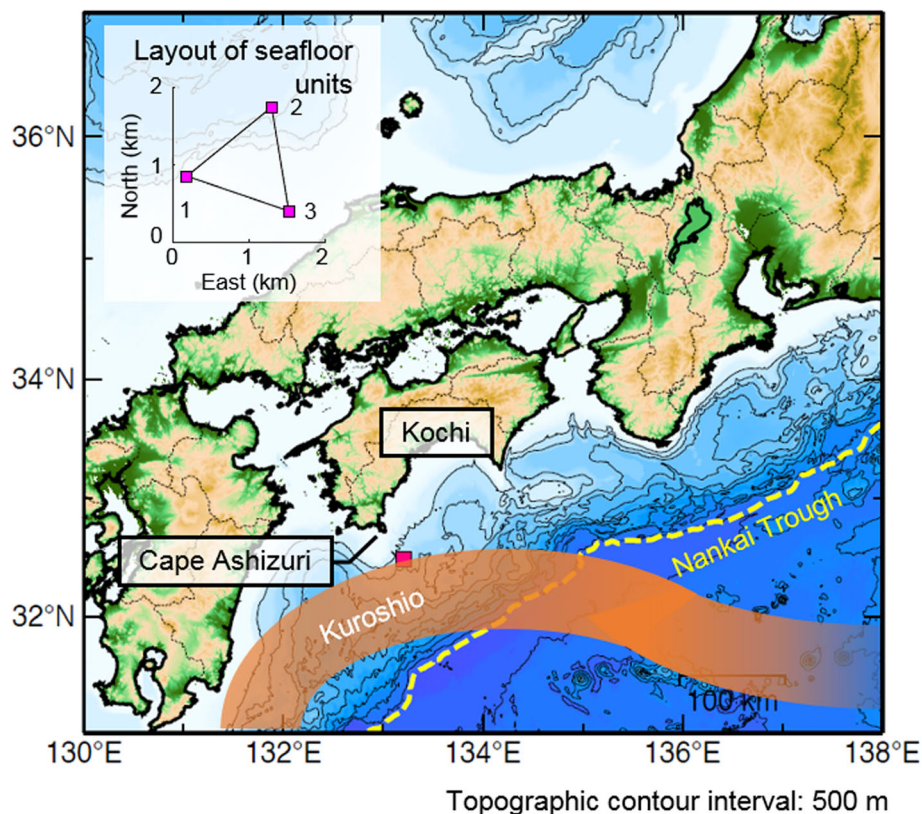 Layout of seafloor
units
2
1
0
North (km)
1
2
3
0
2
East (km)
36°N
34°N
32°N
Kochi
Cape Ashizuri
Kuroshio
Nankai Trough
100 km
130°E
132°E
134°E
136°E
138°E
Topographic contour interval: 500 m